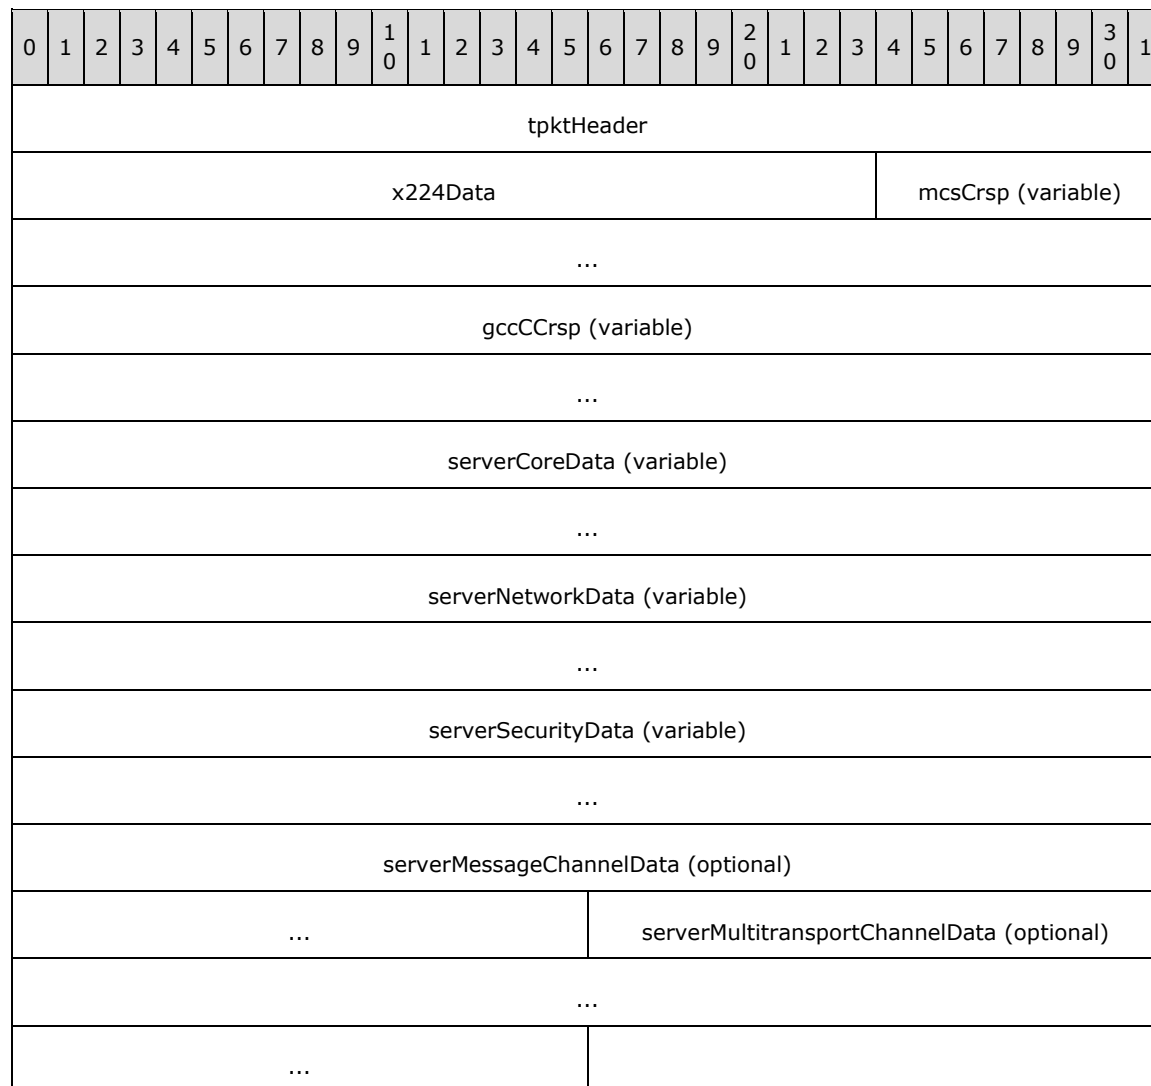 0 1 2 3 4 5 6 7 8 9 1 0 1 2 3 4 5 6 7 8 9 2 0 1 2 3 4 5 6 7 8 9 3 0 1
tpktHeader
x224Data mcsCrsp (variable)
...
gccCCrsp (variable)
...
serverCoreData (variable)
...
serverNetworkData (variable)
...
serverSecurityData (variable)
...
serverMessageChannelData (optional)
... serverMultitransportChannelData (optional)
...
...